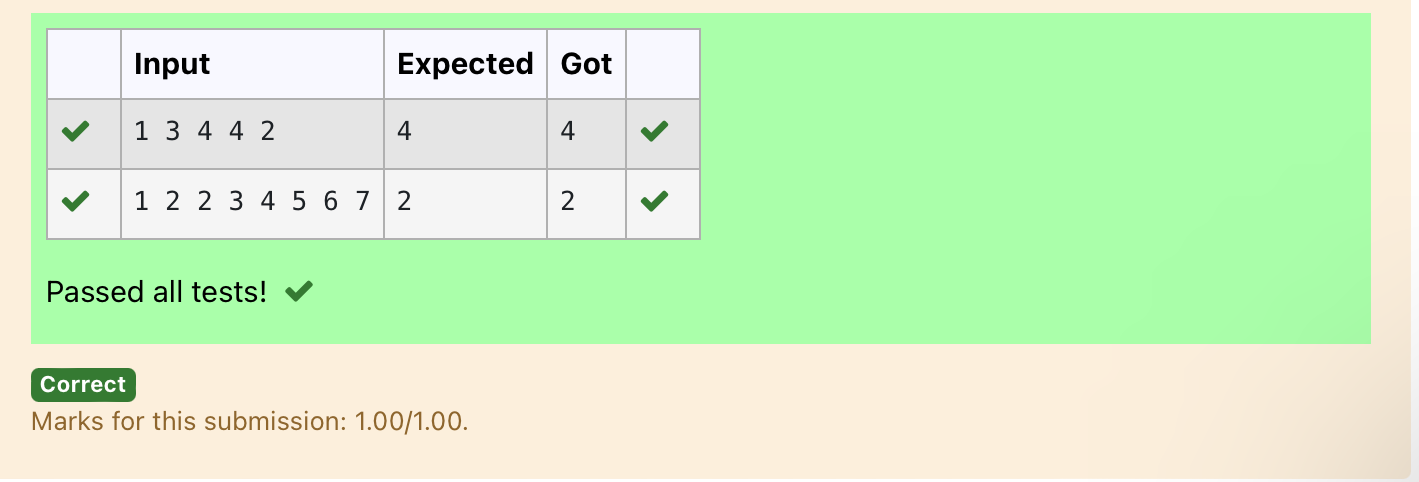 Input Expected Got
1 3 4 4 2 4 4
1 2 2 3 4 5 6 7 2 2
Passed all tests!
Correct
Marks for this submission: 1.00/1.00.